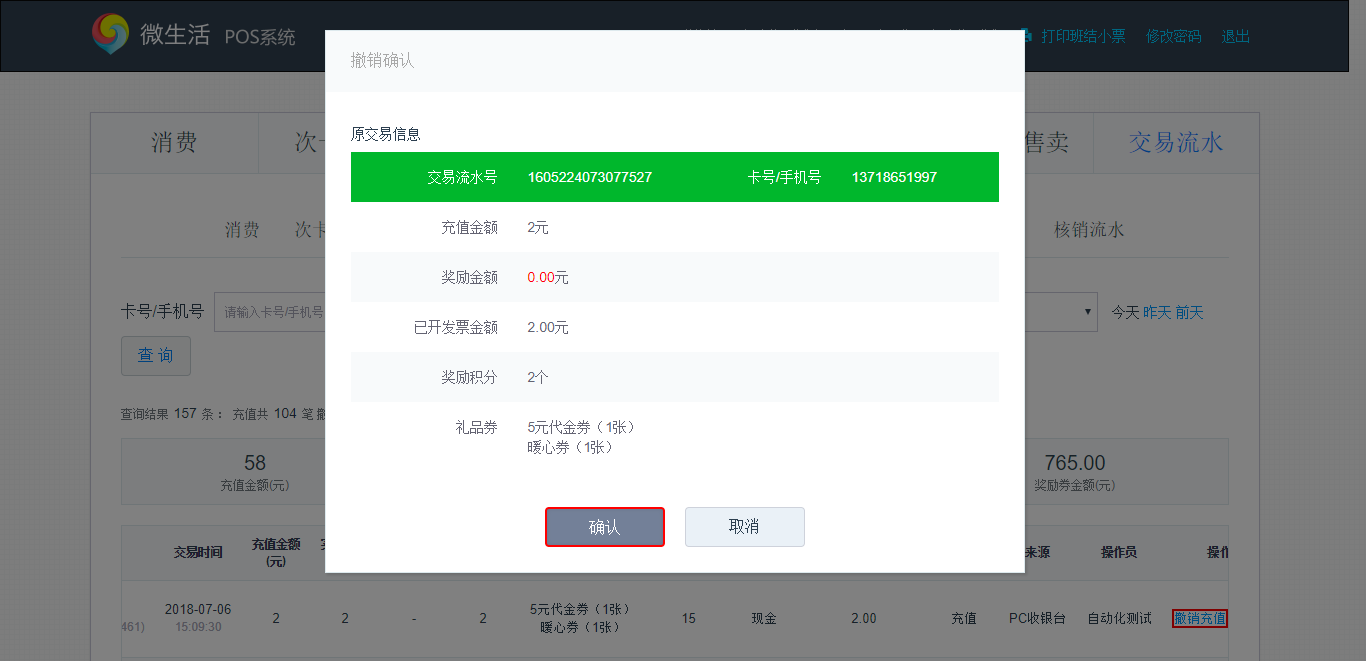 微生活 POS系统
打印班结小票 修改密码 退出
撤销确认
消费 次 售卖 交易流水
原交易信息
交易流水号 1605224073077527 卡号/手机号 13718651997
消费 次卡 核销流水
充值金额 2元
奖励金额 0.00元
卡号/手机号 请输入卡号/手机号 今天 昨天 前天
已开发票金额 2.00元
查 询
奖励积分 2个
查询结果 157 条： 充值共 104 笔
礼品券 5元代金券（1张）
暖心券（1张）
58 765.00
充值金额(元) 奖励券金额(元)
确认 取消
交易时间 充值金额(元) 来源 操作员 操作
461) 2018-07-06 15:09:30 2 2 - 2 5元代金券（1张） 暖心券（1张） 15 现金 2.00 充值 PC收银台 自动化测试 撤销充值